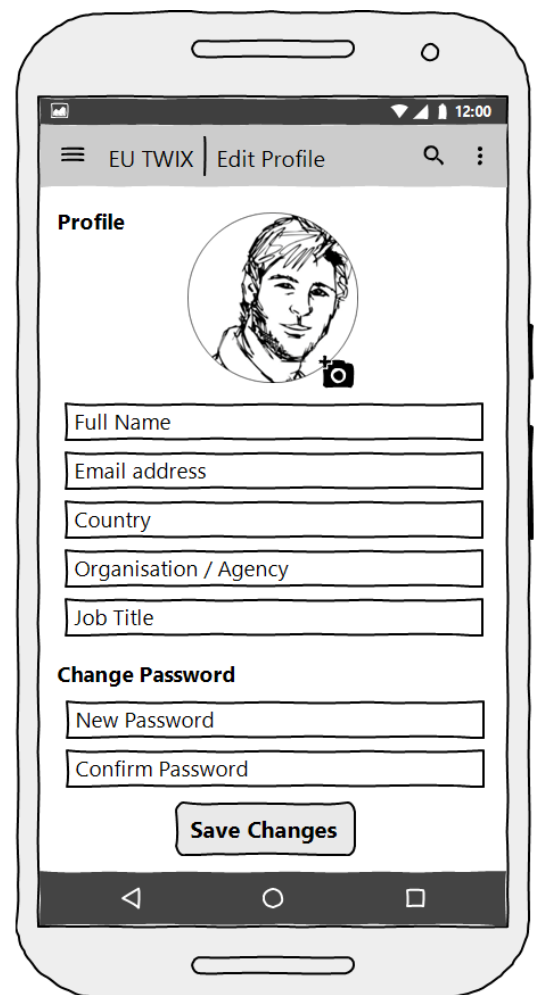 12:00
EU TWIX | Edit Profile
Profile
Full Name
Email address
Country
Organisation / Agency
Job Title
Change Password
New Password
Confirm Password
Save Changes